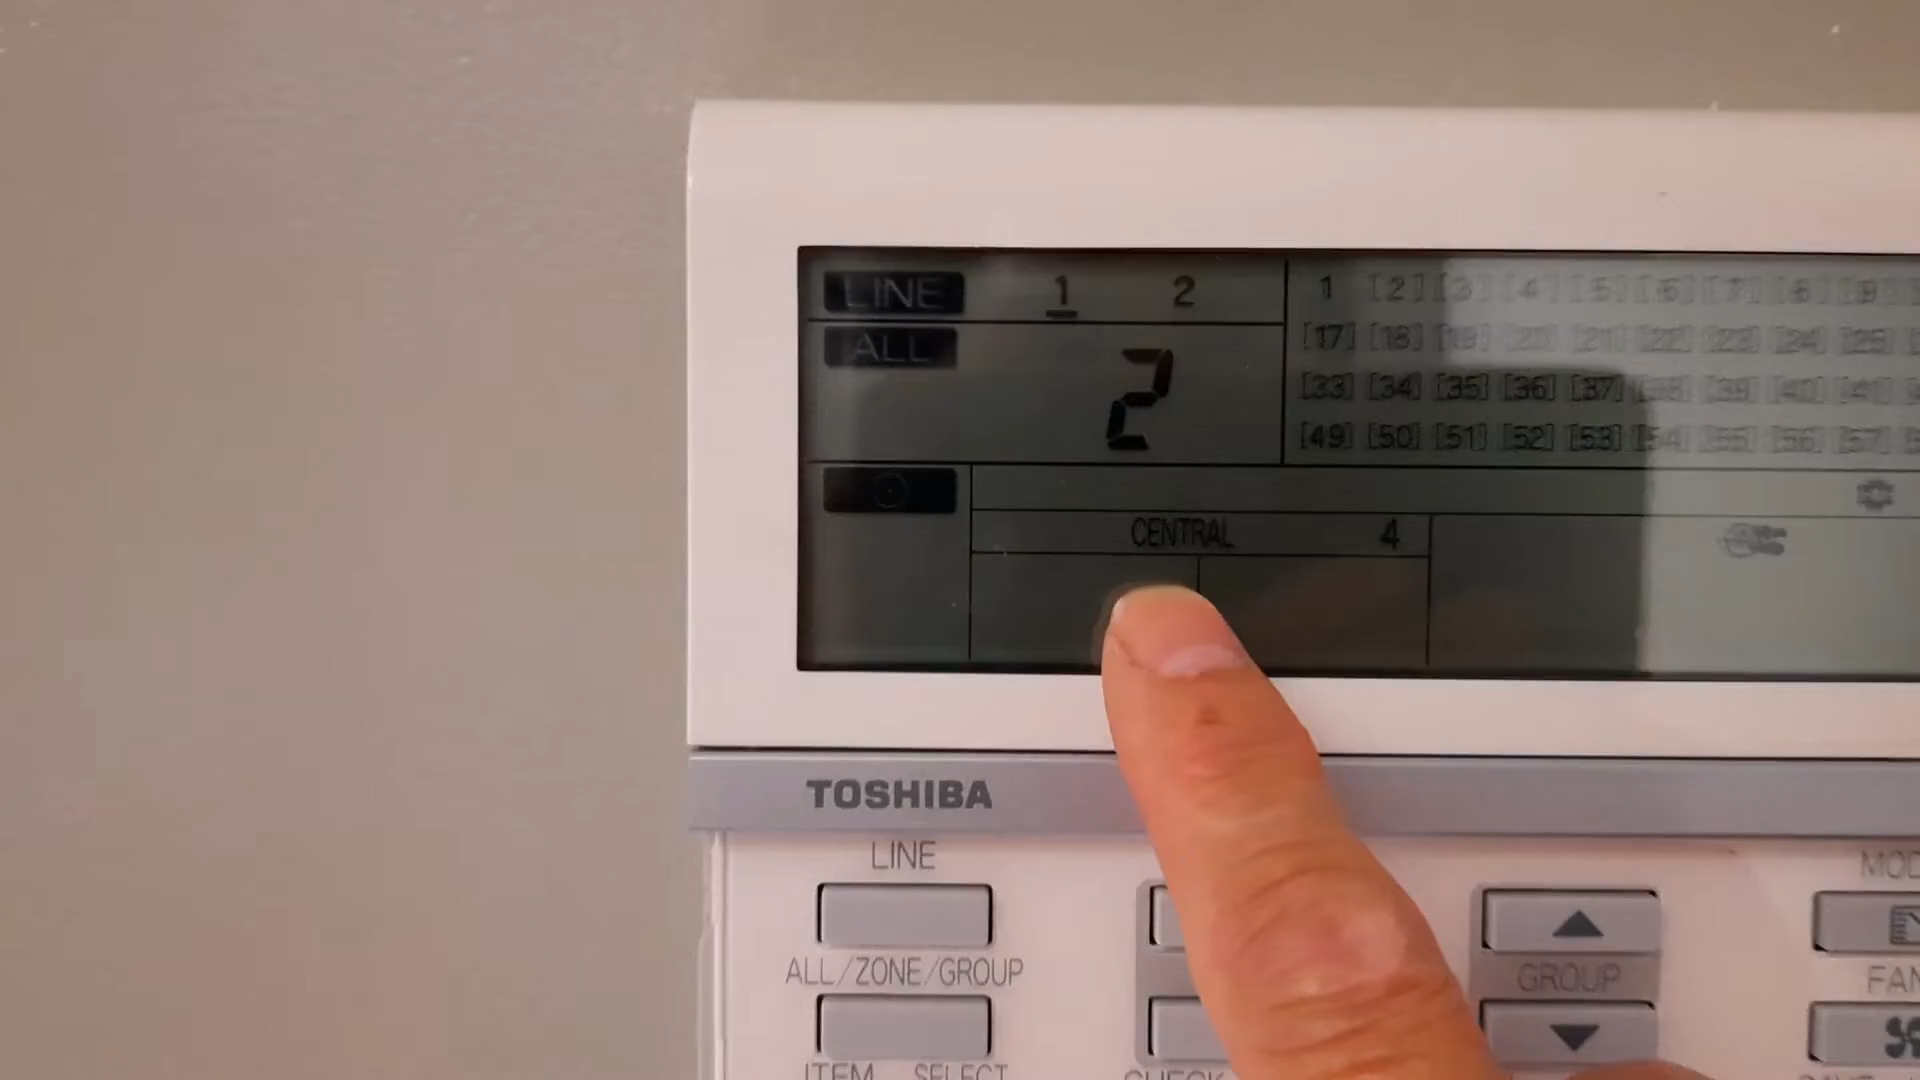 LINE 1 2
ALL
2
1 [2] [3] [4] [5] [6] [7] [8] [9]
[17] [18] [19] [20] [21] [22] [23] [24] [25]
[33] [34] [35] [36] [37] [38] [39] [40] [41]
[49] [50] [51] [52] [53] [54] [55] [56] [57]
CENTRAL 4
TOSHIBA
LINE
ALL/ZONE/GROUP
GROUP
ITEM SELECT
CHECK